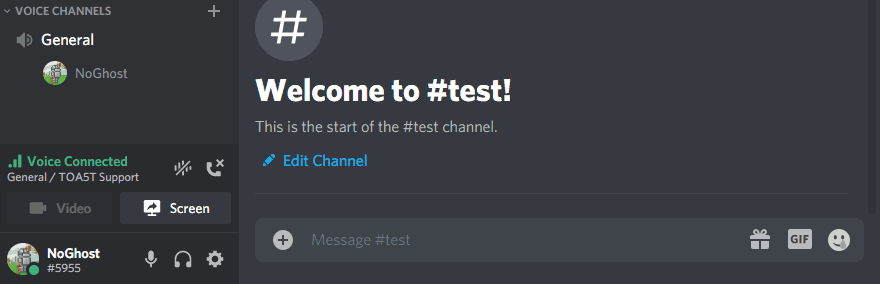 VOICE CHANNELS
General
NoGhost
Voice Connected
General / TOA5T Support
Video
Screen
NoGhost
#5955
#
Welcome to #test!
This is the start of the #test channel.
Edit Channel
Message #test
GIF